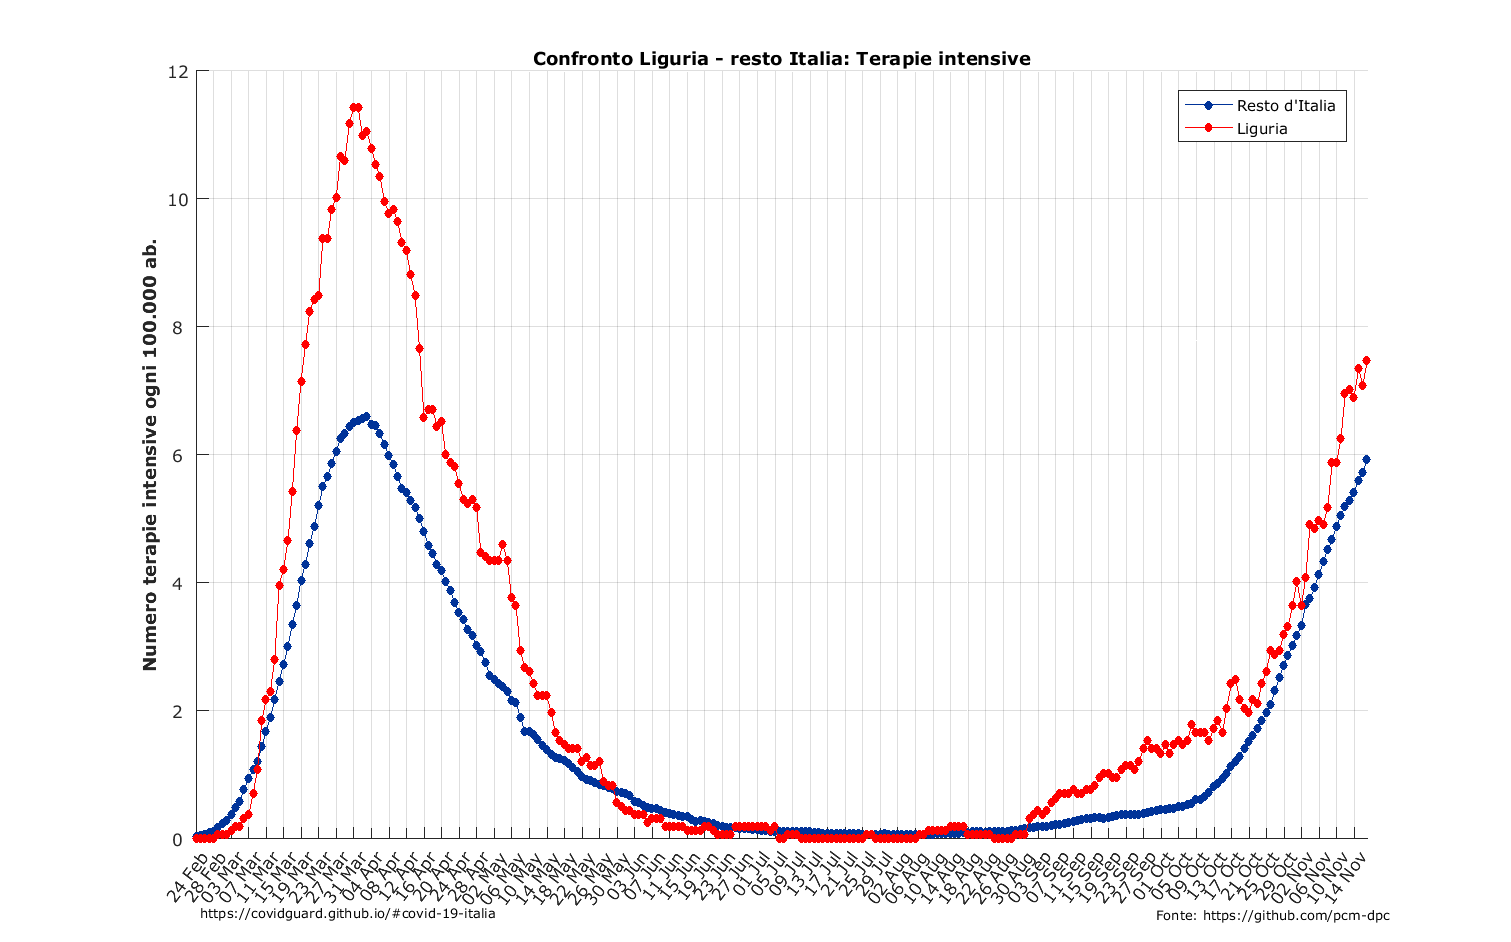 Confronto Liguria - resto Italia: Terapie intensive
Numero terapie intensive ogni 100.000 ab.
12
10
8
6
4
2
0
Resto d'Italia
Liguria
24 Feb
28 Feb
03 Mar
07 Mar
11 Mar
15 Mar
19 Mar
23 Mar
27 Mar
31 Mar
04 Apr
08 Apr
12 Apr
16 Apr
20 Apr
24 Apr
28 Apr
02 May
06 May
10 May
14 May
18 May
22 May
26 May
30 May
03 Jun
07 Jun
11 Jun
15 Jun
19 Jun
23 Jun
27 Jun
01 Jul
05 Jul
09 Jul
13 Jul
17 Jul
21 Jul
25 Jul
29 Jul
02 Aug
06 Aug
10 Aug
14 Aug
18 Aug
22 Aug
26 Aug
30 Aug
03 Sep
07 Sep
11 Sep
15 Sep
19 Sep
23 Sep
27 Sep
01 Oct
05 Oct
09 Oct
13 Oct
17 Oct
21 Oct
25 Oct
29 Oct
02 Nov
06 Nov
10 Nov
14 Nov
https://covidguard.github.io/#covid-19-italia
Fonte: https://github.com/pcm-dpc